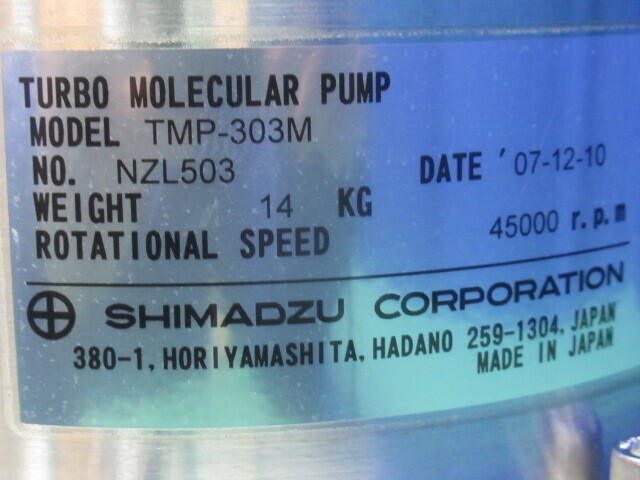 TURBO MOLECULAR PUMP
MODEL TMP-303M
NO. NZL503 DATE '07-12-10
WEIGHT 14 KG
ROTATIONAL SPEED 45000 r.p.m
SHIMADZU CORPORATION
380-1, HORIYAMASHITA, HADANO 259-1304, JAPAN
MADE IN JAPAN